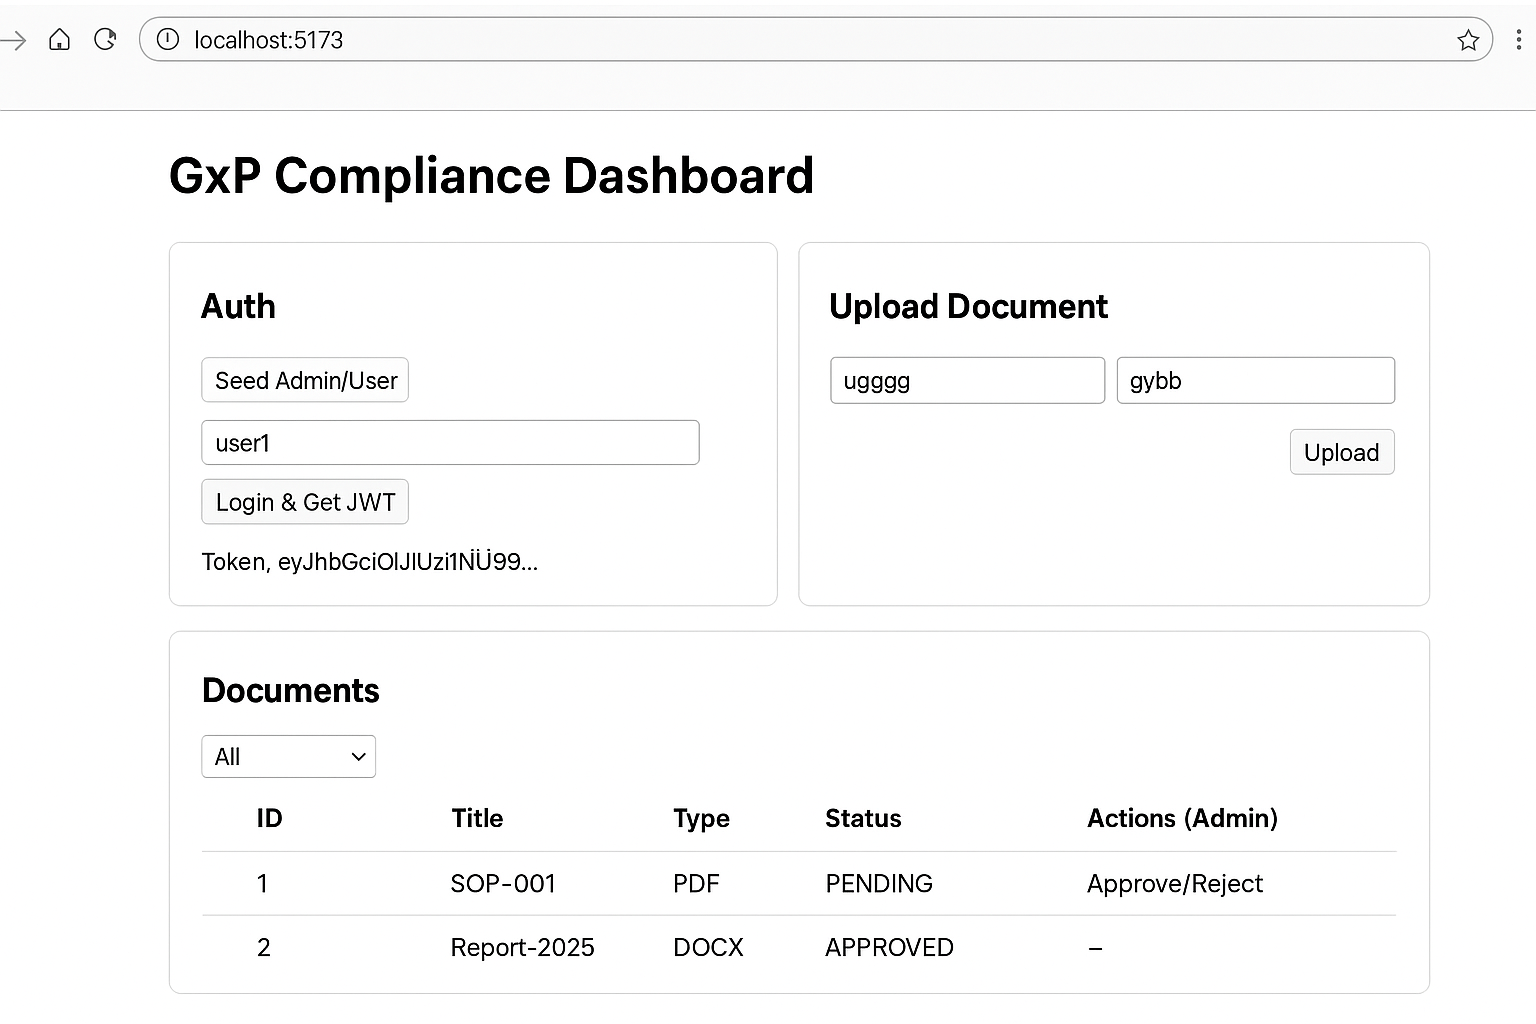 localhost:5173
GxP Compliance Dashboard
Auth
Seed Admin/User
user1
Login & Get JWT
Token, eyJhbGciOlJlUzi1NÜ̈99...
Upload Document
ugggg gybb
Upload
Documents
All
ID Title Type Status Actions (Admin)
1 SOP-001 PDF PENDING Approve/Reject
2 Report-2025 DOCX APPROVED –